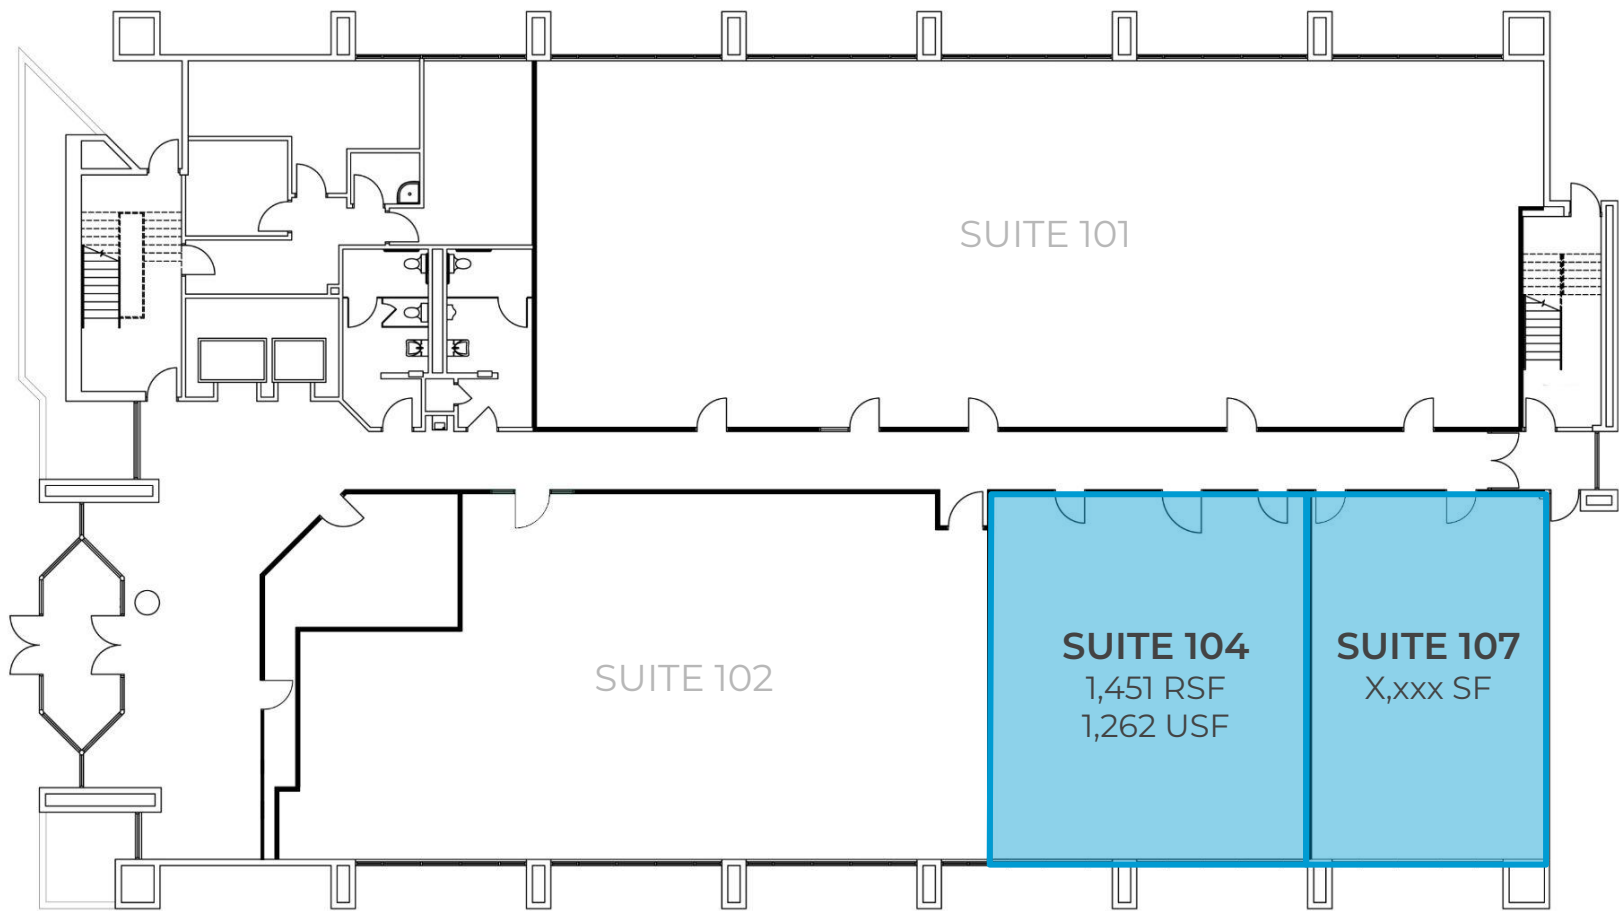 SUITE 101
SUITE 102
SUITE 104
1,451 RSF
1,262 USF
SUITE 107
X,xxx SF